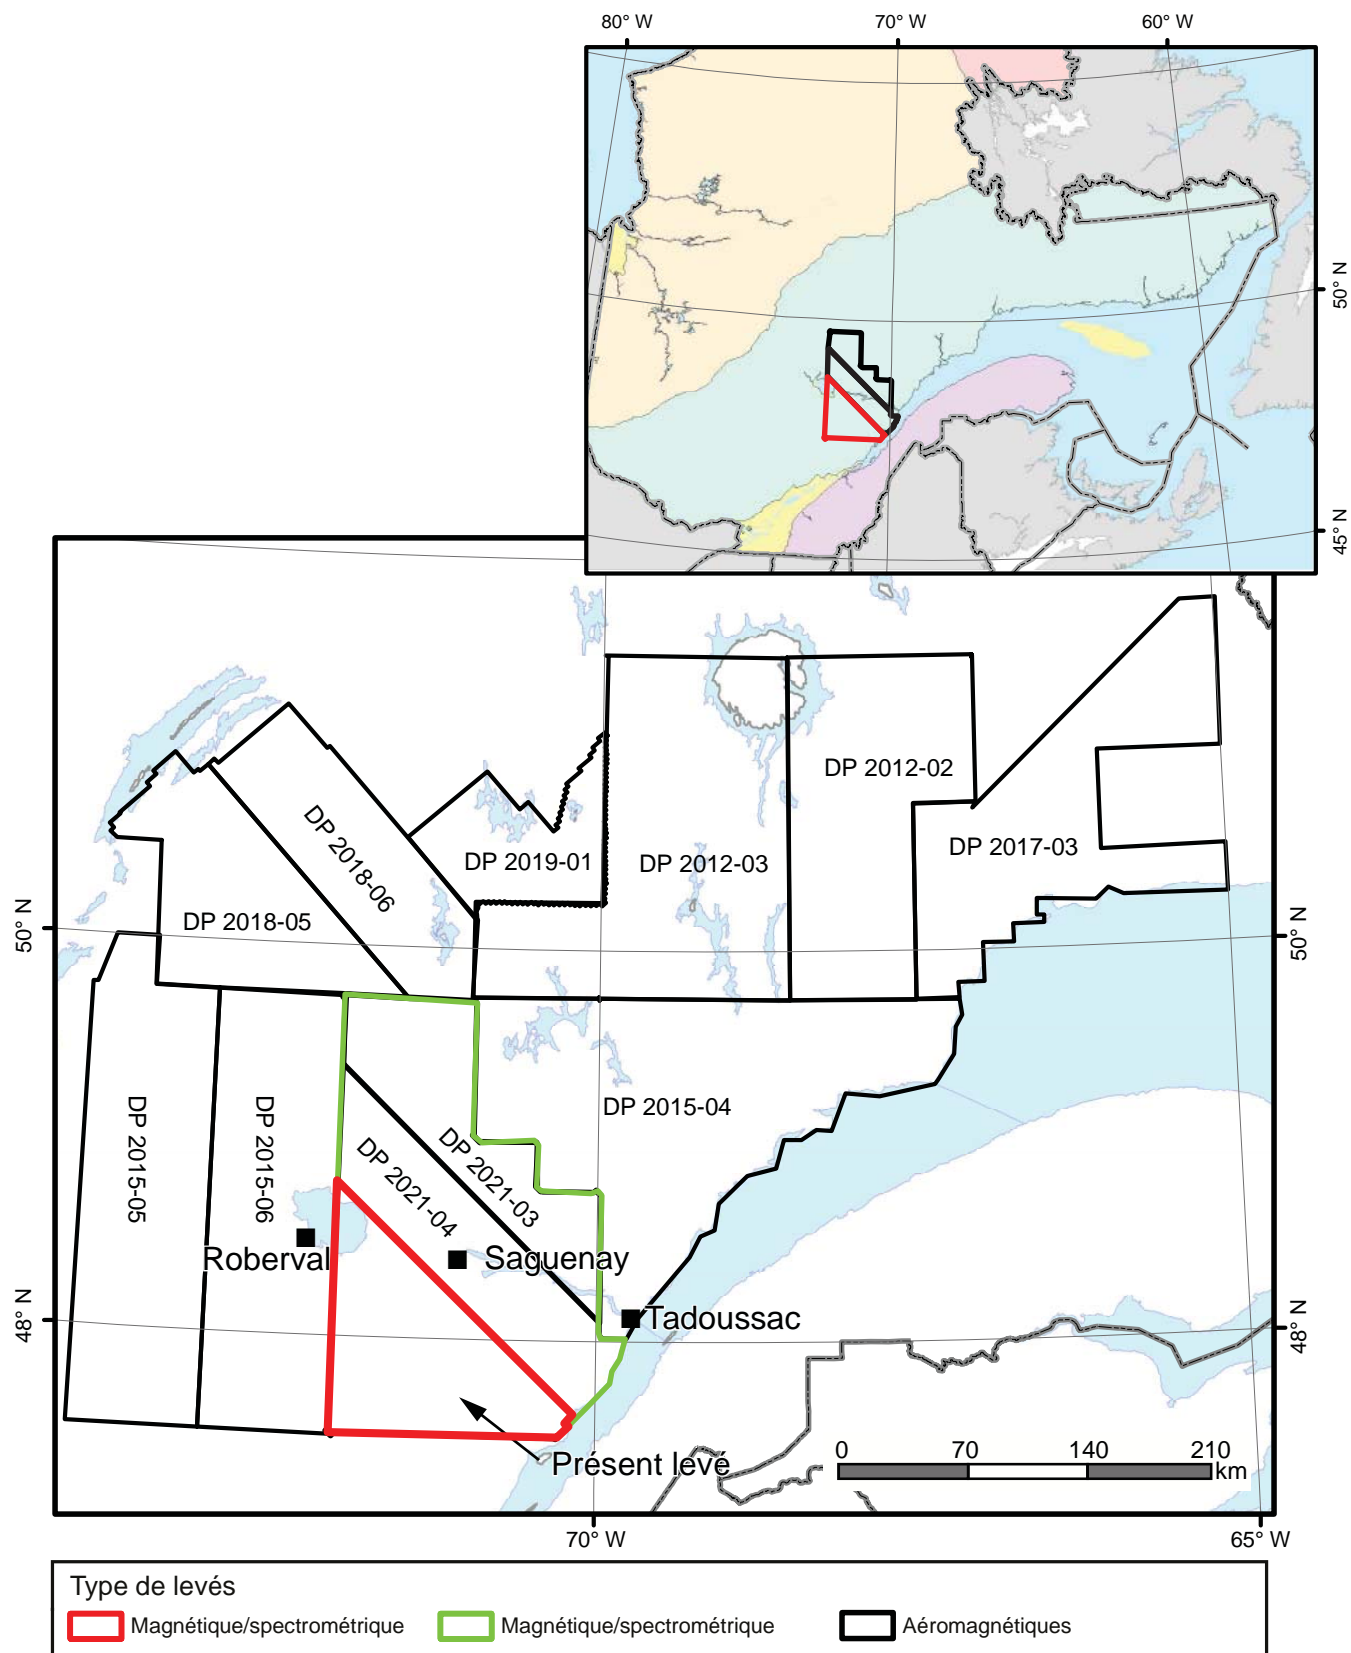 80° W
70° W
60° W
50° N
45° N
DP 2012-02
DP 2018-06
DP 2019-01
DP 2012-03
DP 2017-03
DP 2018-05
50° N
50° N
DP 2015-05
DP 2015-06
DP 2021-04
DP 2021-03
DP 2015-04
Roberval
Saguenay
Tadoussac
48° N
48° N
Présent levé
0 70 140 210
km
70° W
65° W
Type de levés
Magnétique/spectrométrique
Magnétique/spectrométrique
Aéromagnétiques